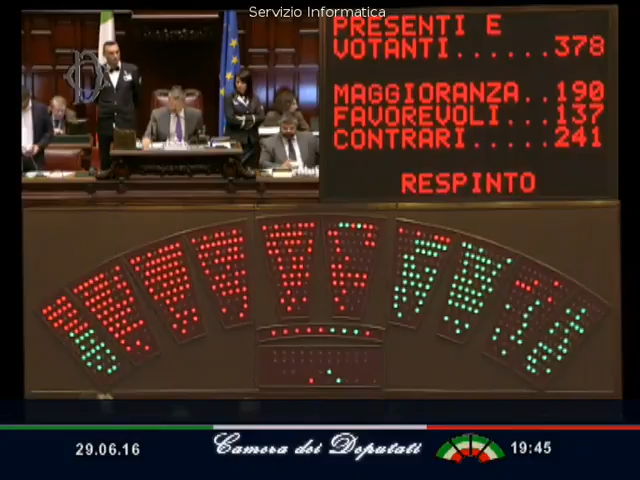 Servizio Informatica
PRESENTI E
VOTANTI......378
MAGGIORANZA..190
FAVOREVOLI...137
CONTRARI.....241
RESPINTO
29.06.16
Camera dei Deputati
19:45